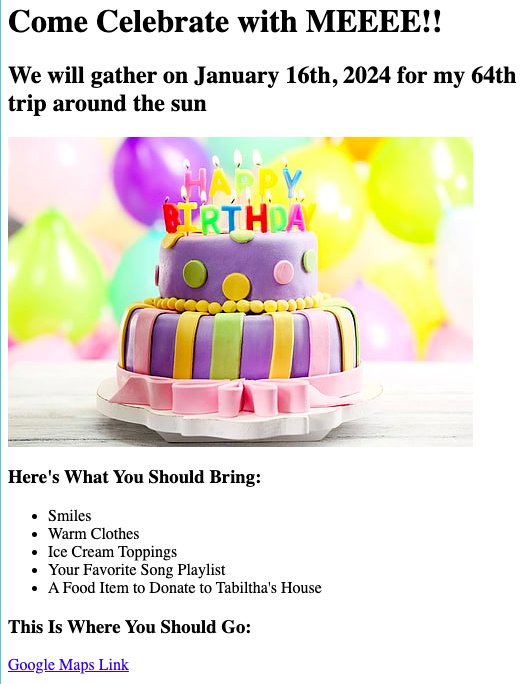 Come Celebrate with MEEEE!!
We will gather on January 16th, 2024 for my 64th
trip around the sun
HAPPY
BIRTHDAY
Here's What You Should Bring:
Smiles
Warm Clothes
Ice Cream Toppings
Your Favorite Song Playlist
A Food Item to Donate to Tabiltha's House
This Is Where You Should Go:
Google Maps Link